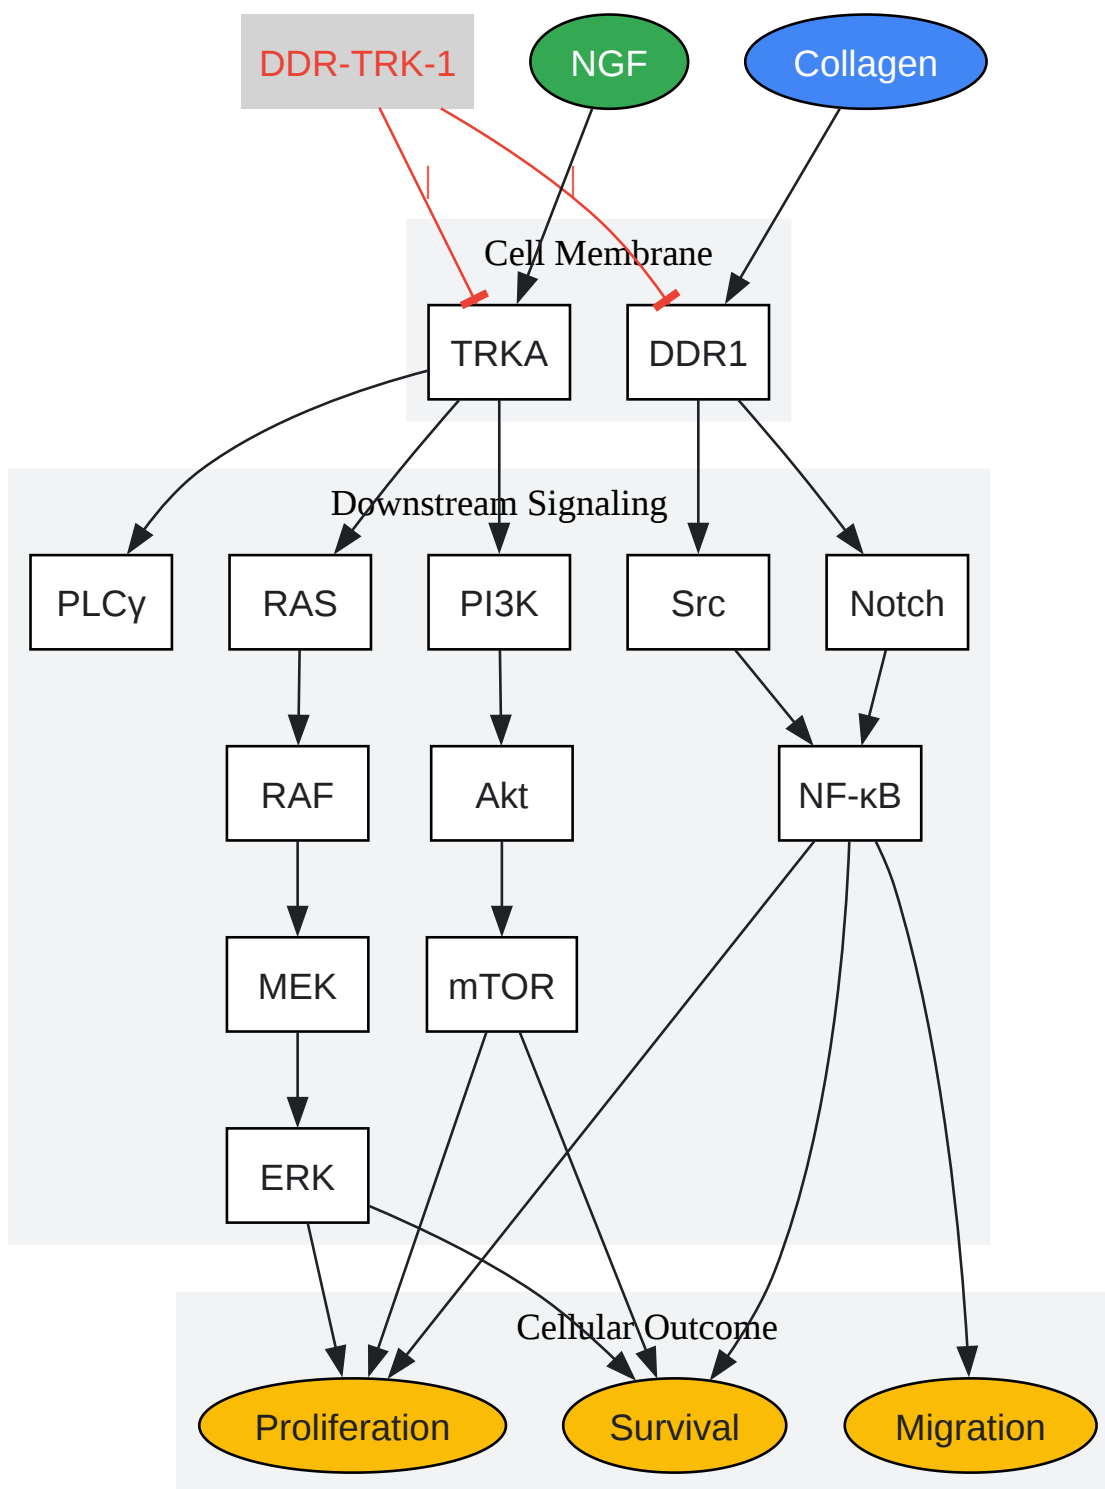 DDR-TRK-1
NGF
Collagen
Cell Membrane
TRKA
DDR1
Downstream Signaling
PLCγ
RAS
PI3K
Src
Notch
RAF
Akt
NF-κB
MEK
mTOR
ERK
Cellular Outcome
Proliferation
Survival
Migration